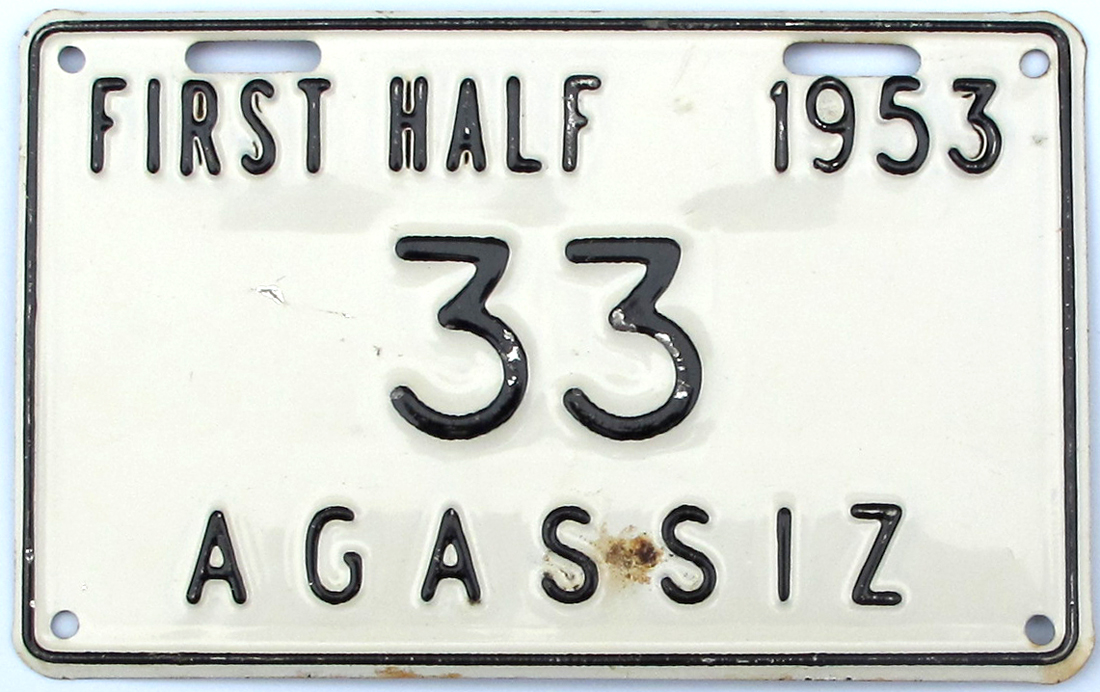 FIRST HALF 1953
33
AGASSIZ